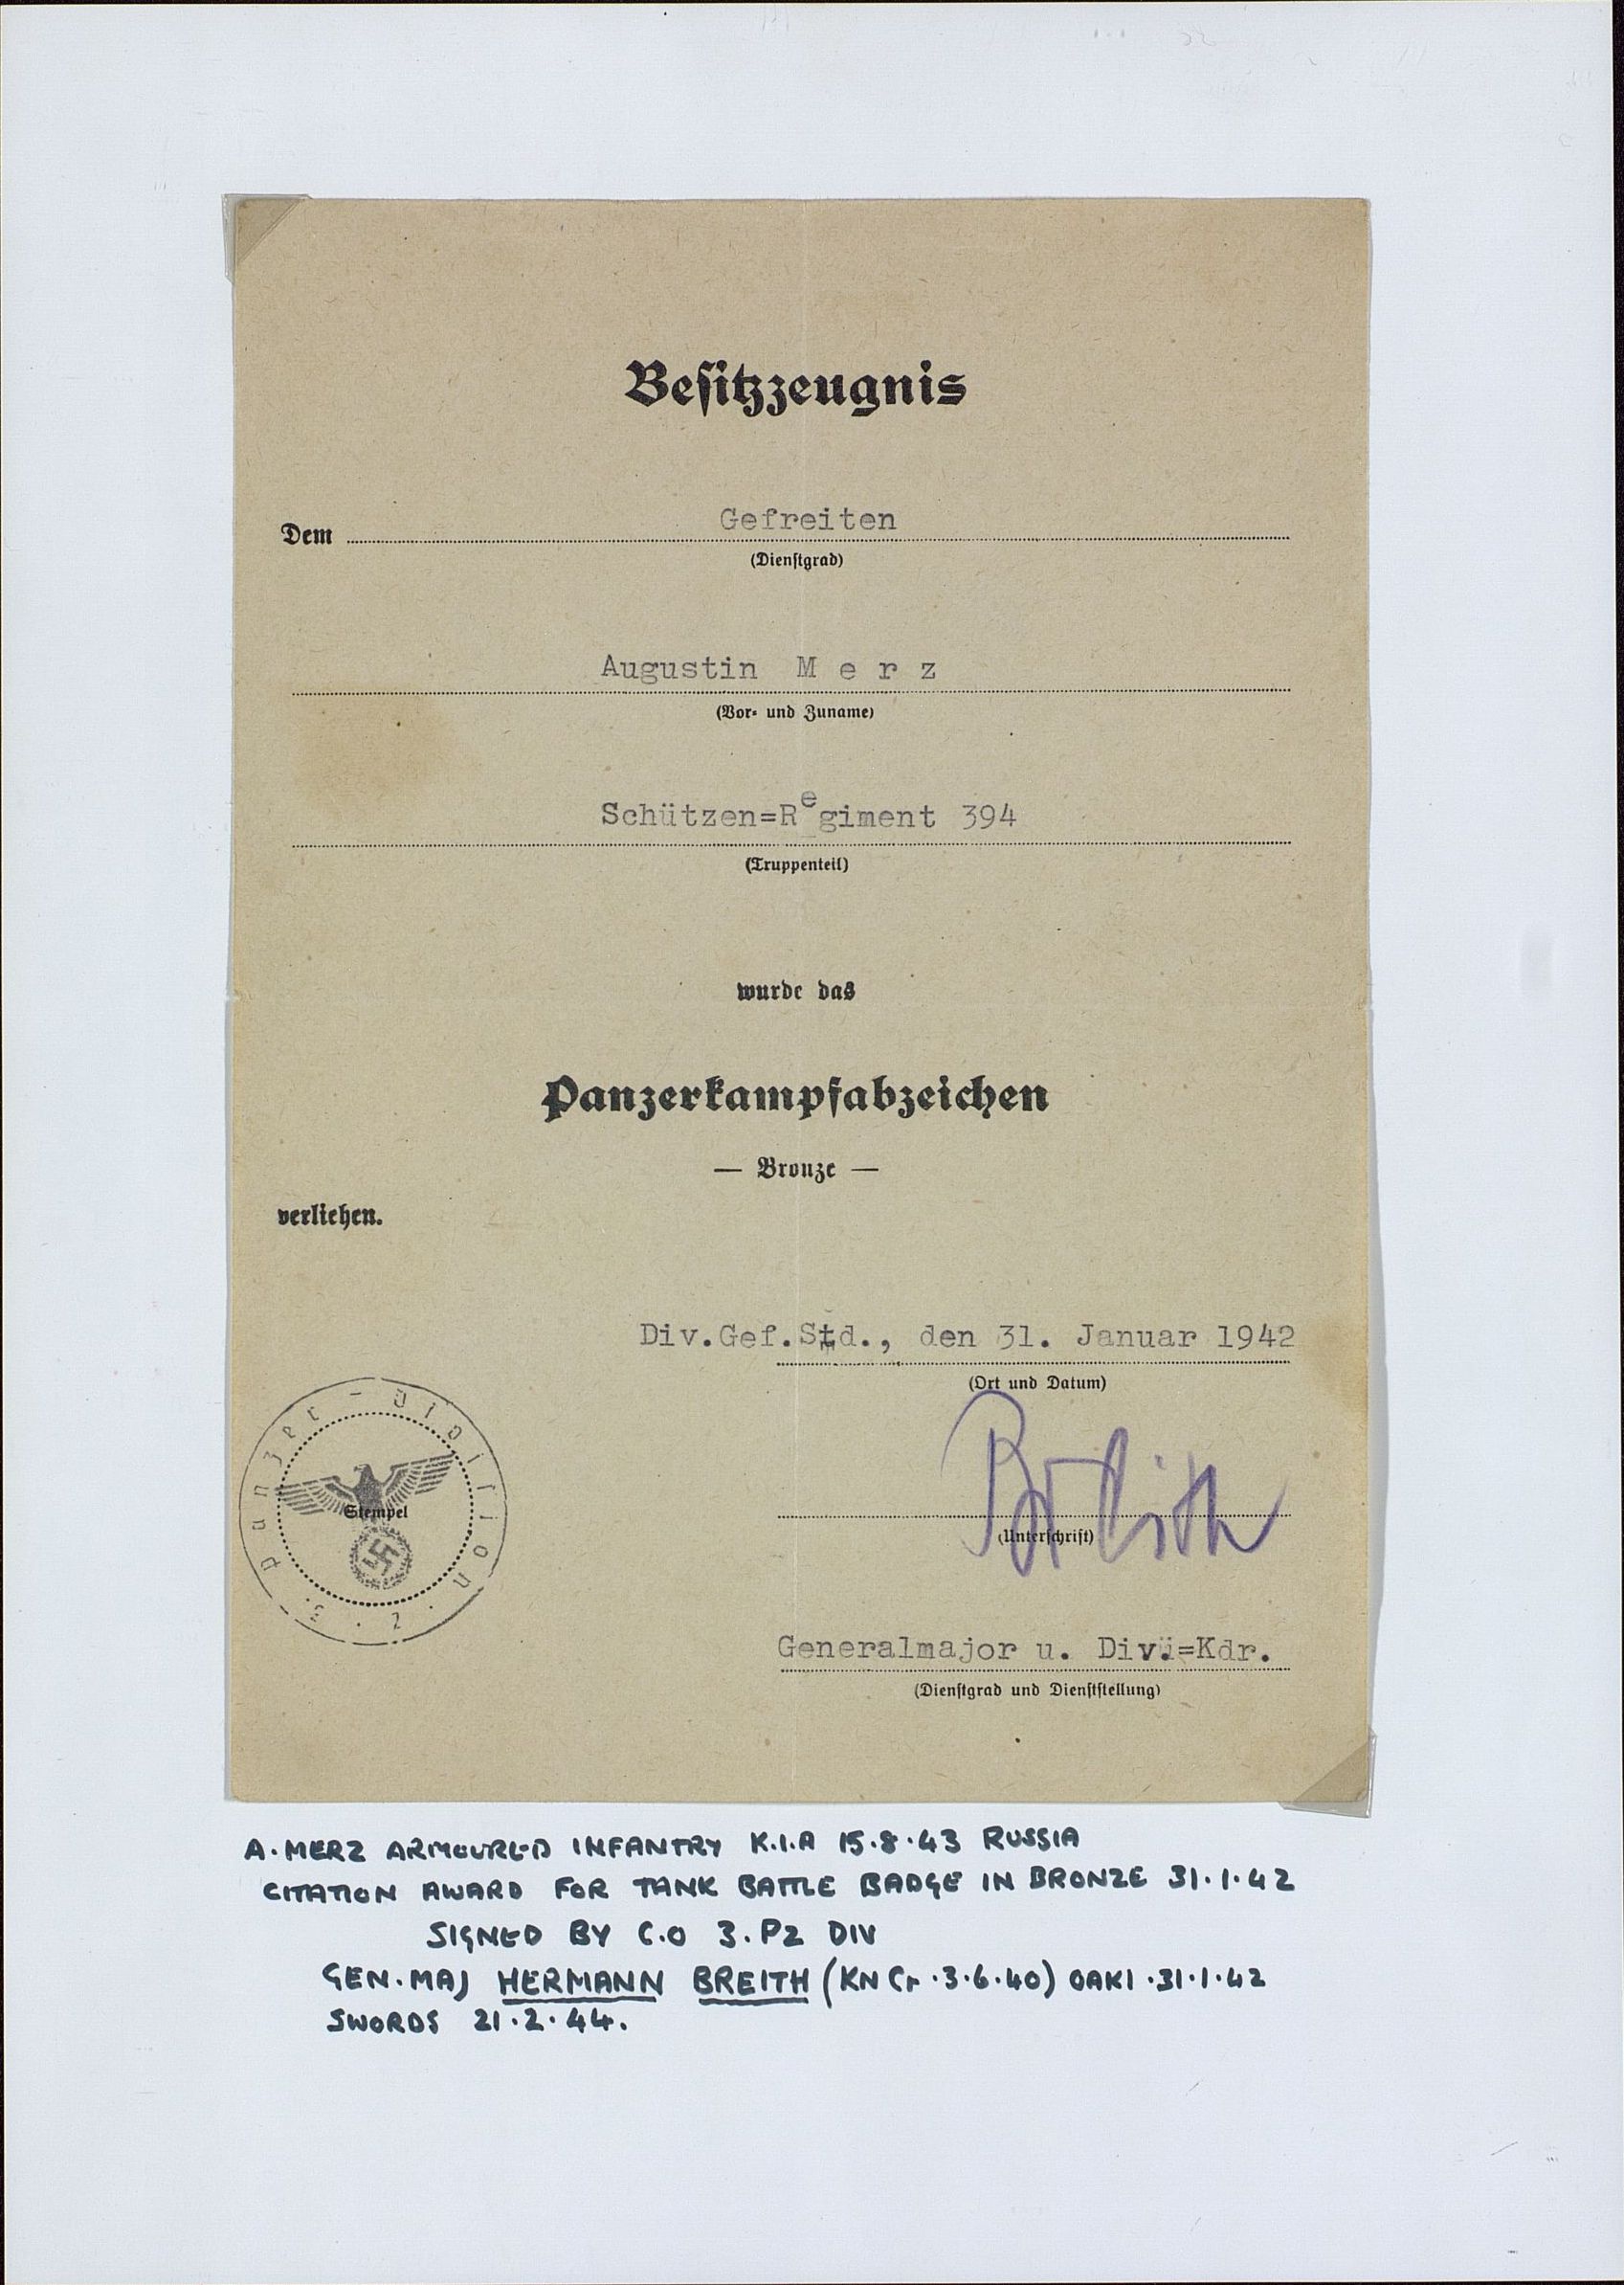 Besitzzeugnis
Dem Gefreiten
(Dienstgrad)
Augustin M e r z
(Vor- und Zuname)
Schützen=Regiment 394
(Truppenteil)
wurde das
Panzerkampfabzeichen
— Bronze —
verliehen.
Div.Gef.Std., den 31. Januar 1942
(Ort und Datum)
Breith
(Unterschrift)
Stempel
Generalmajor u. Div.=Kdr.
(Dienstgrad und Dienststellung)
A. MERZ ARMOURED INFANTRY K.I.A 15.8.43 RUSSIA
CITATION AWARD FOR TANK BATTLE BADGE IN BRONZE 31.1.42
SIGNED BY C.O 3. PZ DIV
GEN. MAJ HERMANN BREITH (KN Cr. 3.6.40) OAK1 .31.1.42
SWORDS 21.2.44.